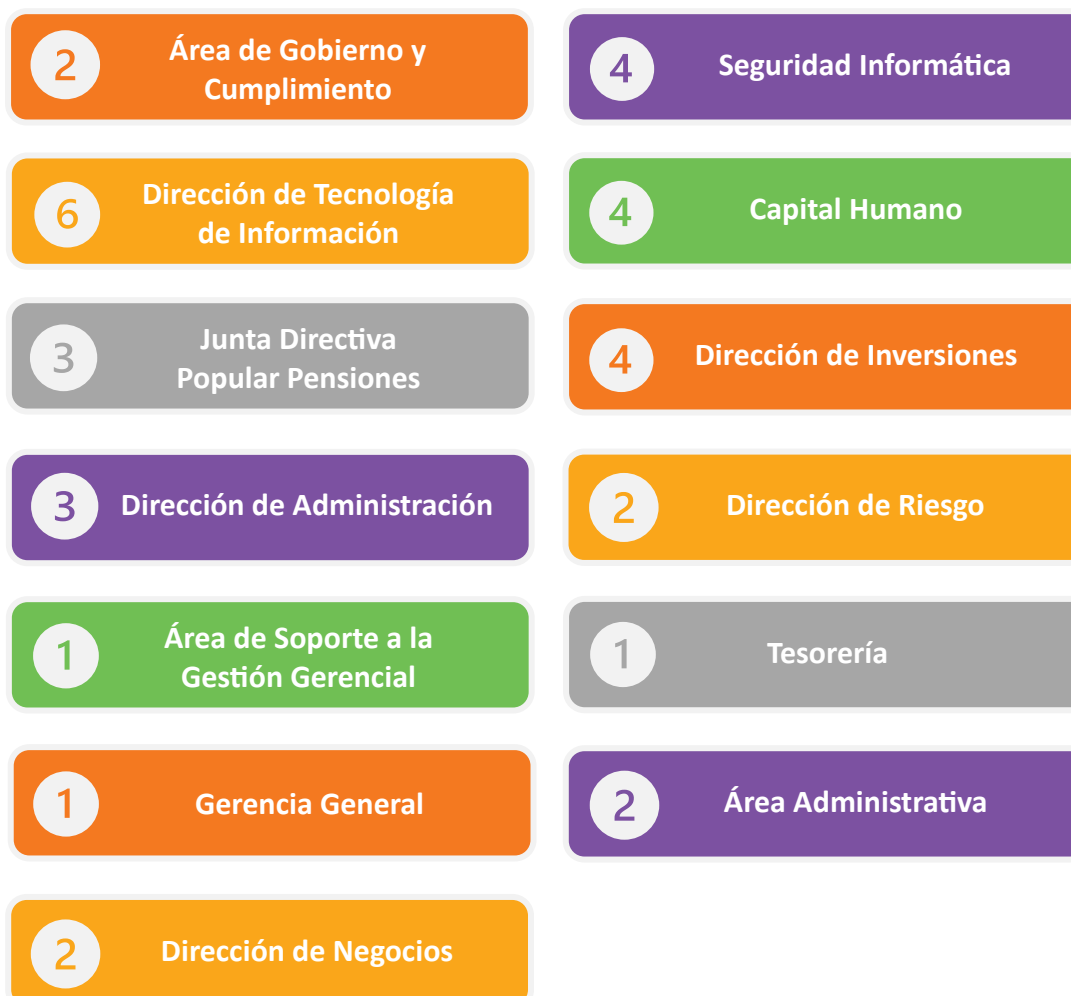 2
Área de Gobierno y
Cumplimiento
4
Seguridad Informática
6
Dirección de Tecnología
de Información
4
Capital Humano
3
Junta Directiva
Popular Pensiones
4
Dirección de Inversiones
3
Dirección de Administración
2
Dirección de Riesgo
1
Área de Soporte a la
Gestión Gerencial
1
Tesorería
1
Gerencia General
2
Área Administrativa
2
Dirección de Negocios